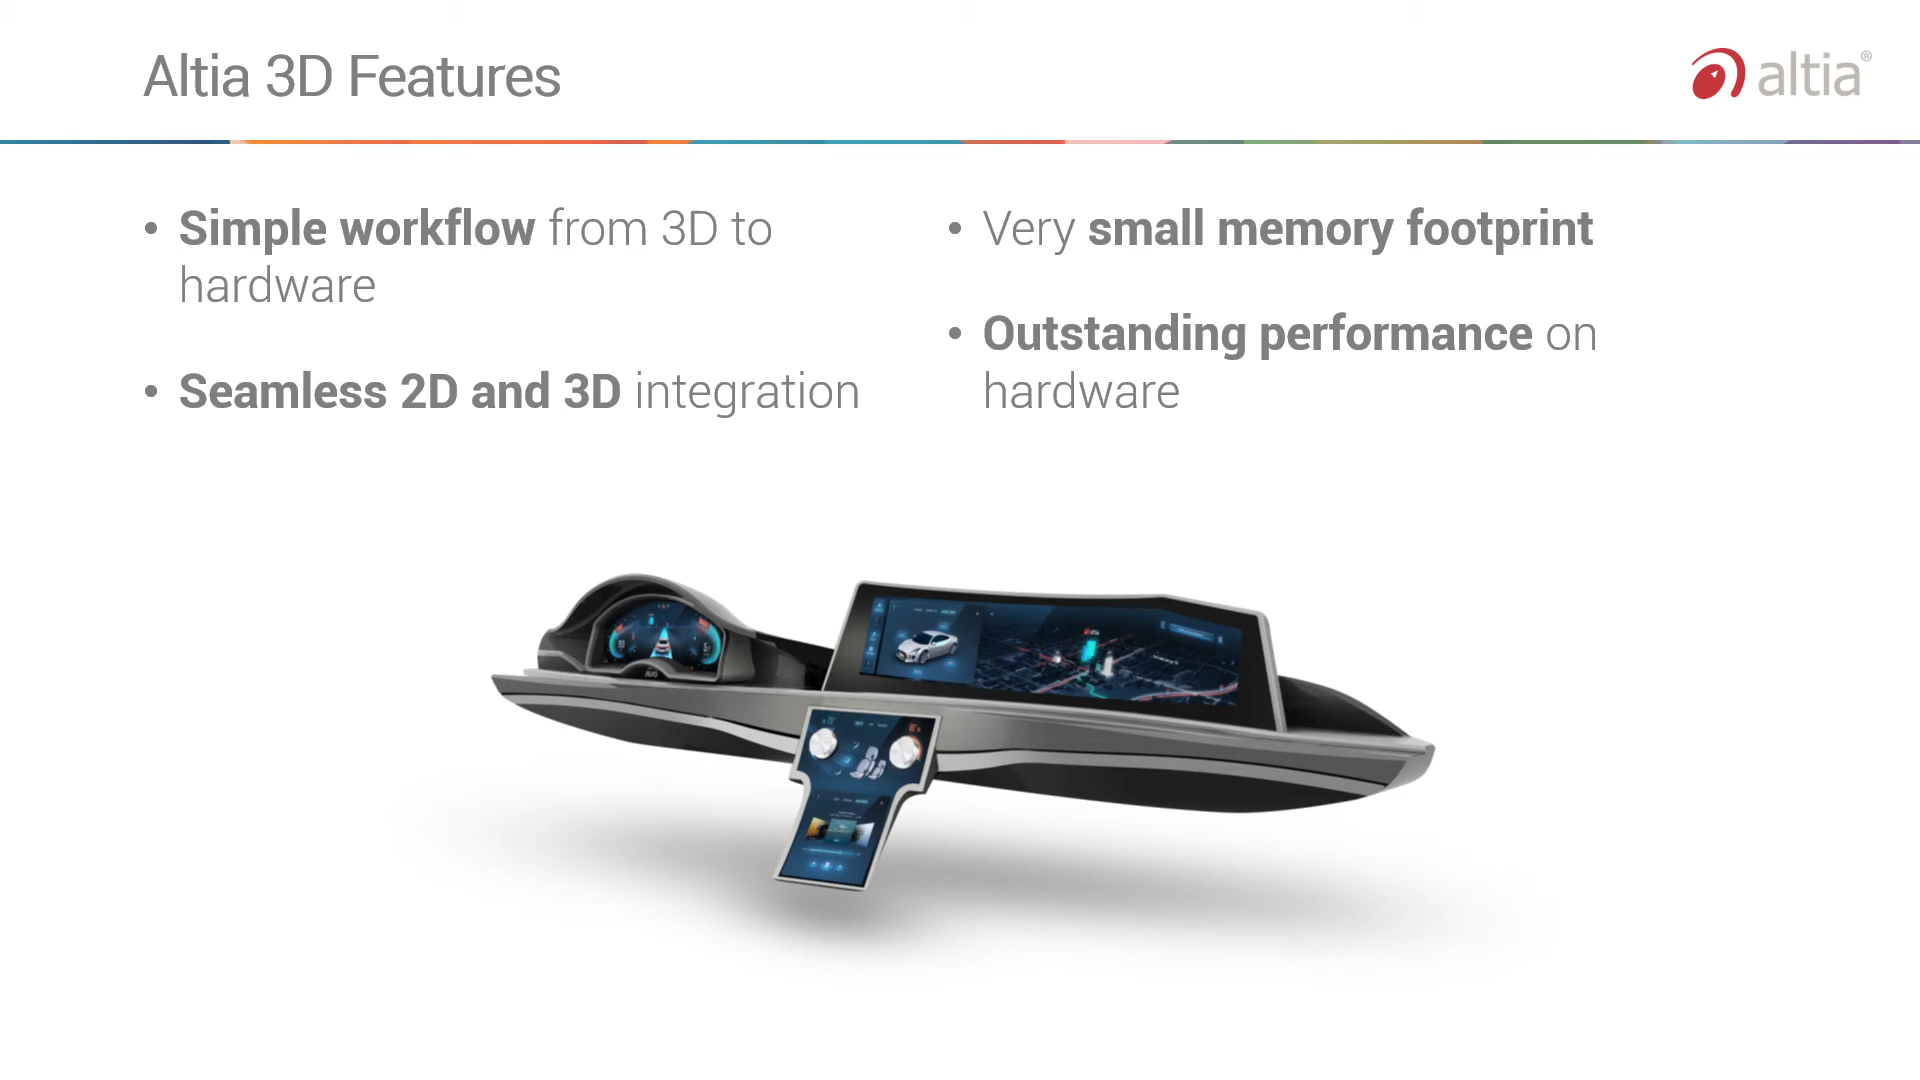 Altia 3D Features
altia®
• Simple workflow from 3D to
hardware
• Seamless 2D and 3D integration
• Very small memory footprint
• Outstanding performance on
hardware